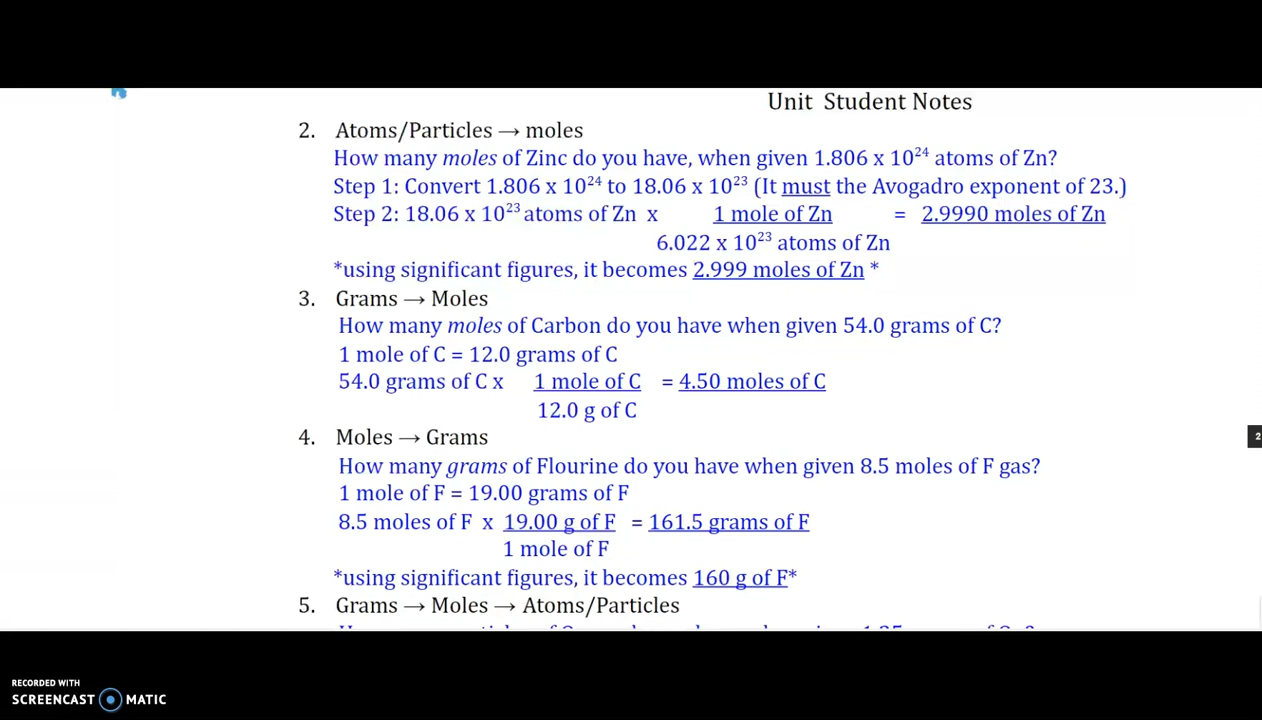 Unit Student Notes
2. Atoms/Particles → moles
How many moles of Zinc do you have, when given 1.806 x 10²⁴ atoms of Zn?
Step 1: Convert 1.806 x 10²⁴ to 18.06 x 10²³ (It must the Avogadro exponent of 23.)
Step 2: 18.06 x 10²³ atoms of Zn x 1 mole of Zn = 2.9990 moles of Zn
6.022 x 10²³ atoms of Zn
*using significant figures, it becomes 2.999 moles of Zn *
3. Grams → Moles
How many moles of Carbon do you have when given 54.0 grams of C?
1 mole of C = 12.0 grams of C
54.0 grams of C x 1 mole of C = 4.50 moles of C
12.0 g of C
4. Moles → Grams
How many grams of Flourine do you have when given 8.5 moles of F gas?
1 mole of F = 19.00 grams of F
8.5 moles of F x 19.00 g of F = 161.5 grams of F
1 mole of F
*using significant figures, it becomes 160 g of F*
5. Grams → Moles → Atoms/Particles
2
RECORDED WITH
SCREENCAST MATIC